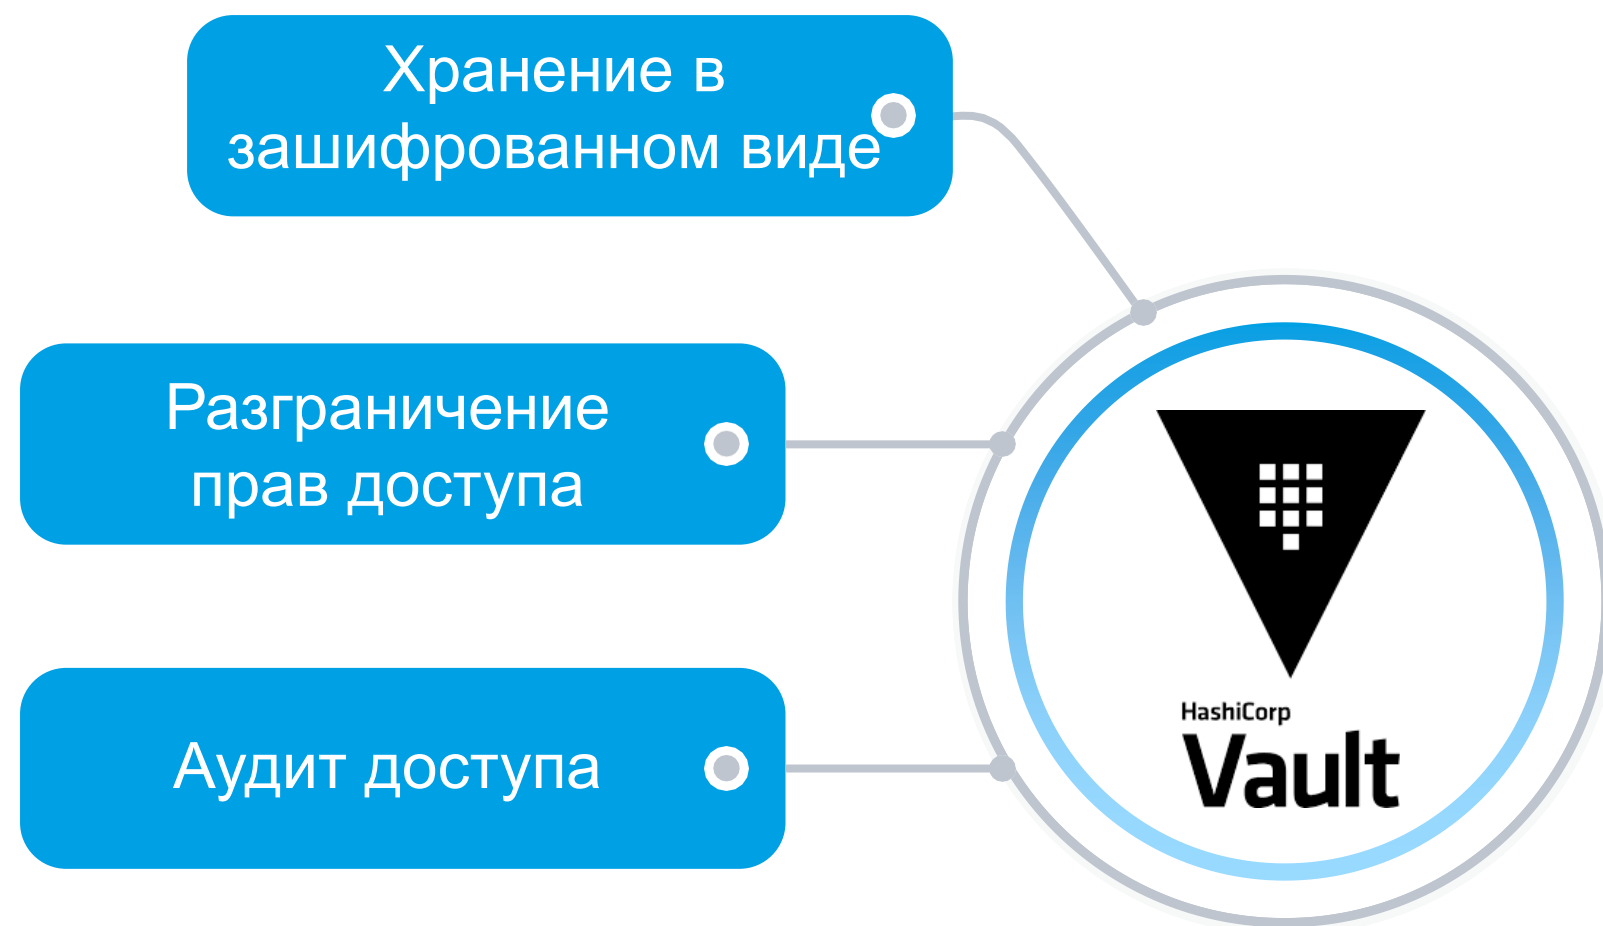 Хранение в
зашифрованном виде
Разграничение
прав доступа
Аудит доступа
HashiCorp
Vault